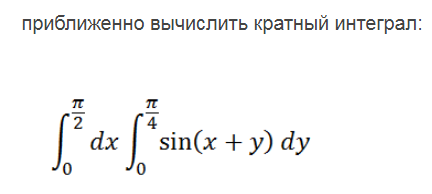 приближенно вычислить кратный интеграл:
∫₀^(π/2) dx ∫₀^(π/4) sin(x + y) dy